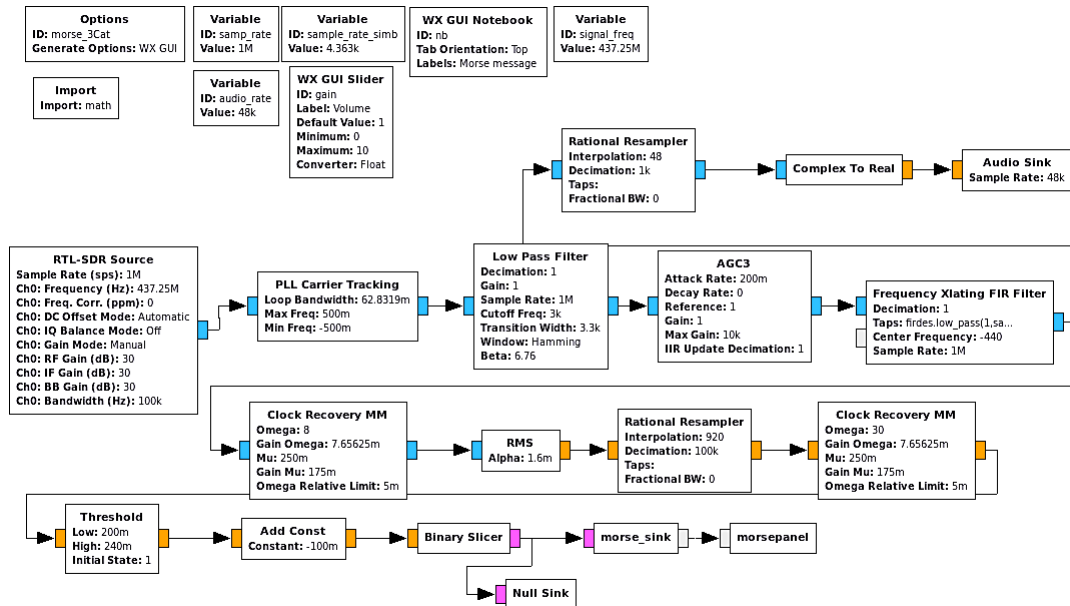 Options
ID: morse_3Cat
Generate Options: WX GUI
Variable
ID: samp_rate
Value: 1M
Variable
ID: sample_rate_simb
Value: 4.363k
WX GUI Notebook
ID: nb
Tab Orientation: Top
Labels: Morse message
Variable
ID: signal_freq
Value: 437.25M
Import
Import: math
Variable
ID: audio_rate
Value: 48k
WX GUI Slider
ID: gain
Label: Volume
Default Value: 1
Minimum: 0
Maximum: 10
Converter: Float
Rational Resampler
Interpolation: 48
Decimation: 1k
Taps:
Fractional BW: 0
Complex To Real
Audio Sink
Sample Rate: 48k
RTL-SDR Source
Sample Rate (sps): 1M
Ch0: Frequency (Hz): 437.25M
Ch0: Freq. Corr. (ppm): 0
Ch0: DC Offset Mode: Automatic
Ch0: IQ Balance Mode: Off
Ch0: Gain Mode: Manual
Ch0: RF Gain (dB): 30
Ch0: IF Gain (dB): 30
Ch0: BB Gain (dB): 30
Ch0: Bandwidth (Hz): 100k
PLL Carrier Tracking
Loop Bandwidth: 62.8319m
Max Freq: 500m
Min Freq: -500m
Low Pass Filter
Decimation: 1
Gain: 1
Sample Rate: 1M
Cutoff Freq: 3k
Transition Width: 3.3k
Window: Hamming
Beta: 6.76
AGC3
Attack Rate: 200m
Decay Rate: 0
Reference: 1
Gain: 1
Max Gain: 10k
IIR Update Decimation: 1
Frequency Xlating FIR Filter
Decimation: 1
Taps: firdes.low_pass(1,sa...
Center Frequency: -440
Sample Rate: 1M
Clock Recovery MM
Omega: 8
Gain Omega: 7.65625m
Mu: 250m
Gain Mu: 175m
Omega Relative Limit: 5m
RMS
Alpha: 1.6m
Rational Resampler
Interpolation: 920
Decimation: 100k
Taps:
Fractional BW: 0
Clock Recovery MM
Omega: 30
Gain Omega: 7.65625m
Mu: 250m
Gain Mu: 175m
Omega Relative Limit: 5m
Threshold
Low: 200m
High: 240m
Initial State: 1
Add Const
Constant: -100m
Binary Slicer
morse_sink
morsepanel
Null Sink